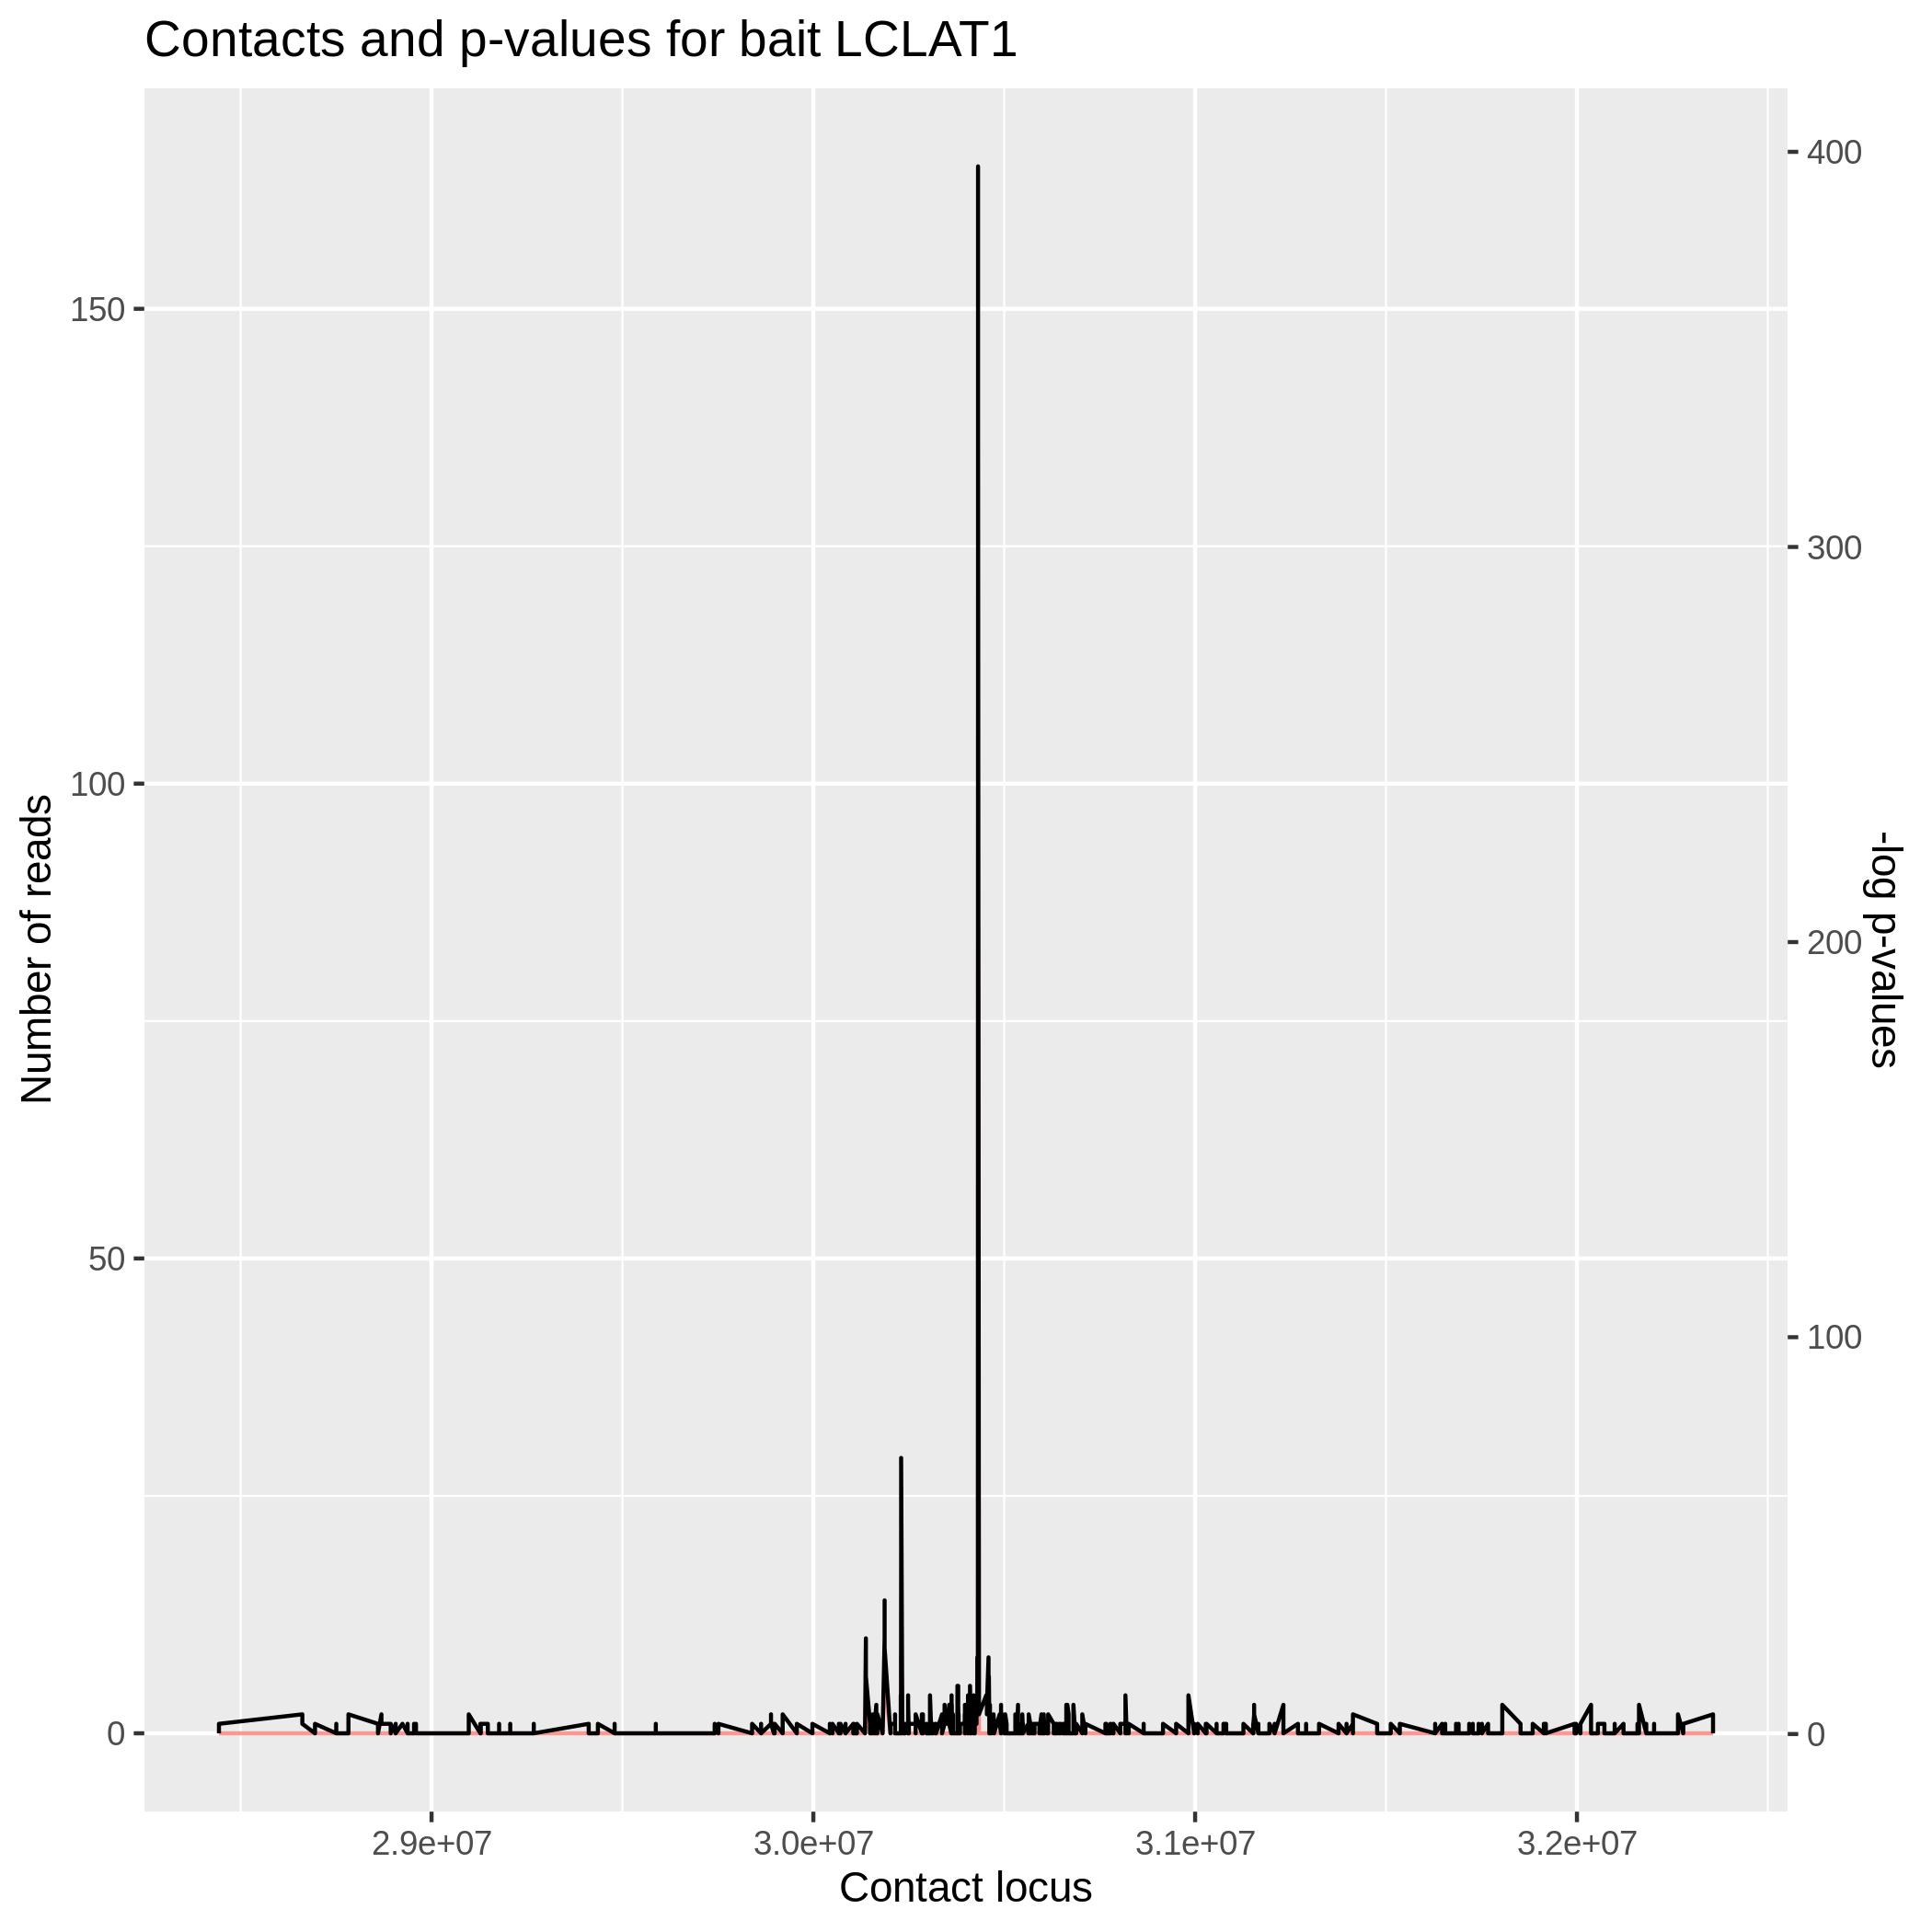 Contacts and p-values for bait LCLAT1
150
100
50
0
Number of reads
400
300
200
100
0
-log p-values
2.9e+07
3.0e+07
3.1e+07
3.2e+07
Contact locus